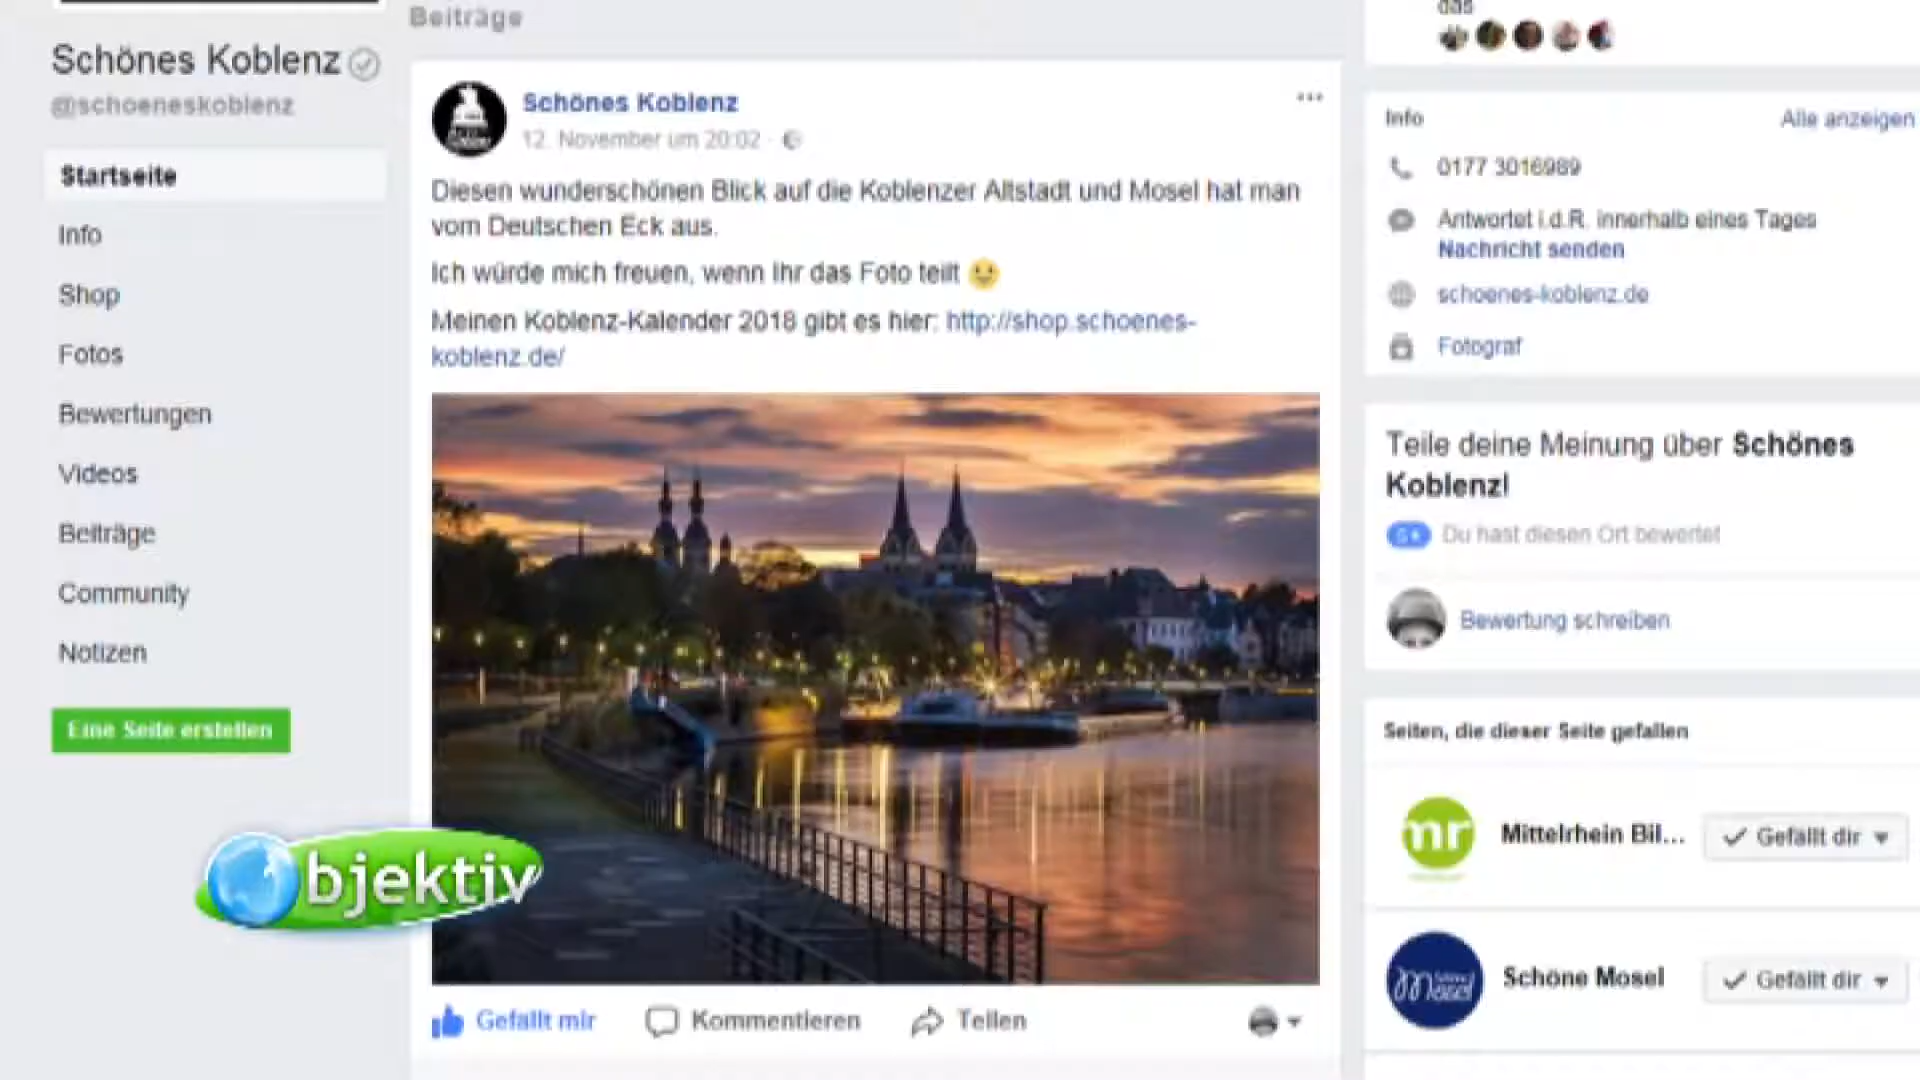 Schönes Koblenz
@schoeneskoblenz
Startseite
Info
Shop
Fotos
Bewertungen
Videos
Beiträge
Community
Notizen
Eine Seite erstellen
bjektiv
Beiträge
Schönes Koblenz
12. November um 20:02 ·
Diesen wunderschönen Blick auf die Koblenzer Altstadt und Mosel hat man
vom Deutschen Eck aus.
Ich würde mich freuen, wenn Ihr das Foto teilt
Meinen Koblenz-Kalender 2018 gibt es hier: http://shop.schoenes-
koblenz.de/
Gefällt mir
Kommentieren
Teilen
das
Info
Alle anzeigen
0177 3016989
Antwortet i.d.R. innerhalb eines Tages
Nachricht senden
schoenes-koblenz.de
Fotograf
Teile deine Meinung über Schönes
Koblenz!
Du hast diesen Ort bewertet
Bewertung schreiben
Seiten, die dieser Seite gefallen
mr
Mittelrhein Bil...
Gefällt dir
Mosel
Schöne Mosel
Gefällt dir